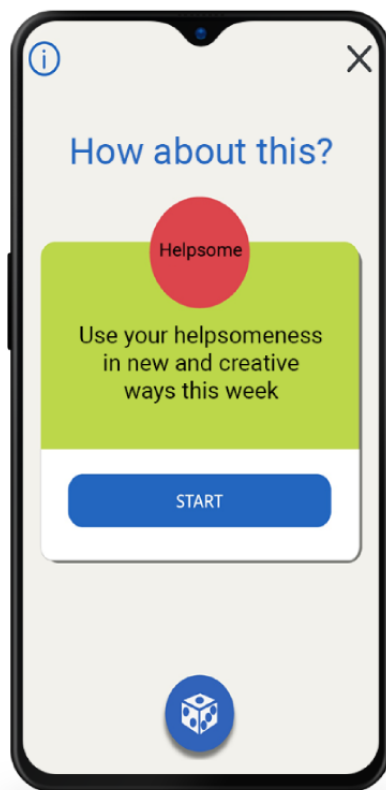 How about this?
Helpsome
Use your helpsomeness
in new and creative
ways this week
START